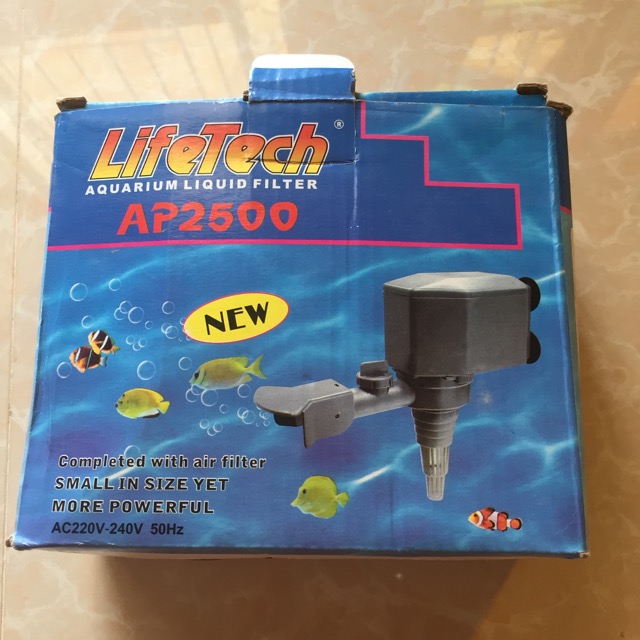 LifeTech ®
AQUARIUM LIQUID FILTER
AP2500
NEW
Completed with air filter
SMALL IN SIZE YET
MORE POWERFUL
AC220V-240V 50Hz